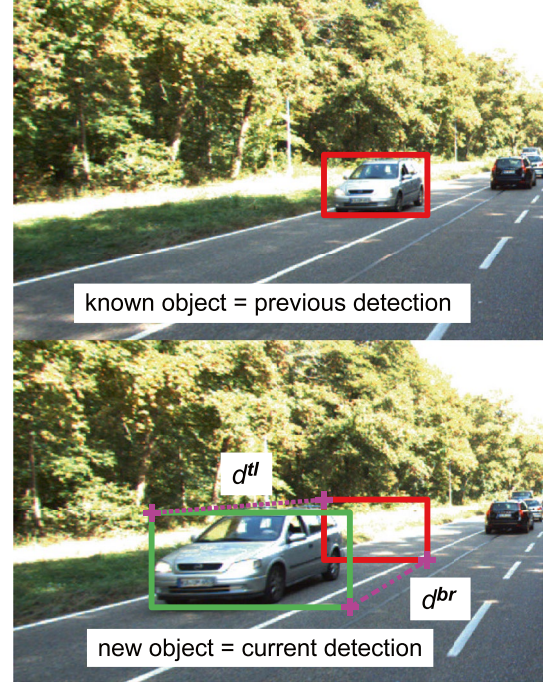 known object = previous detection
d^tl
d^br
new object = current detection